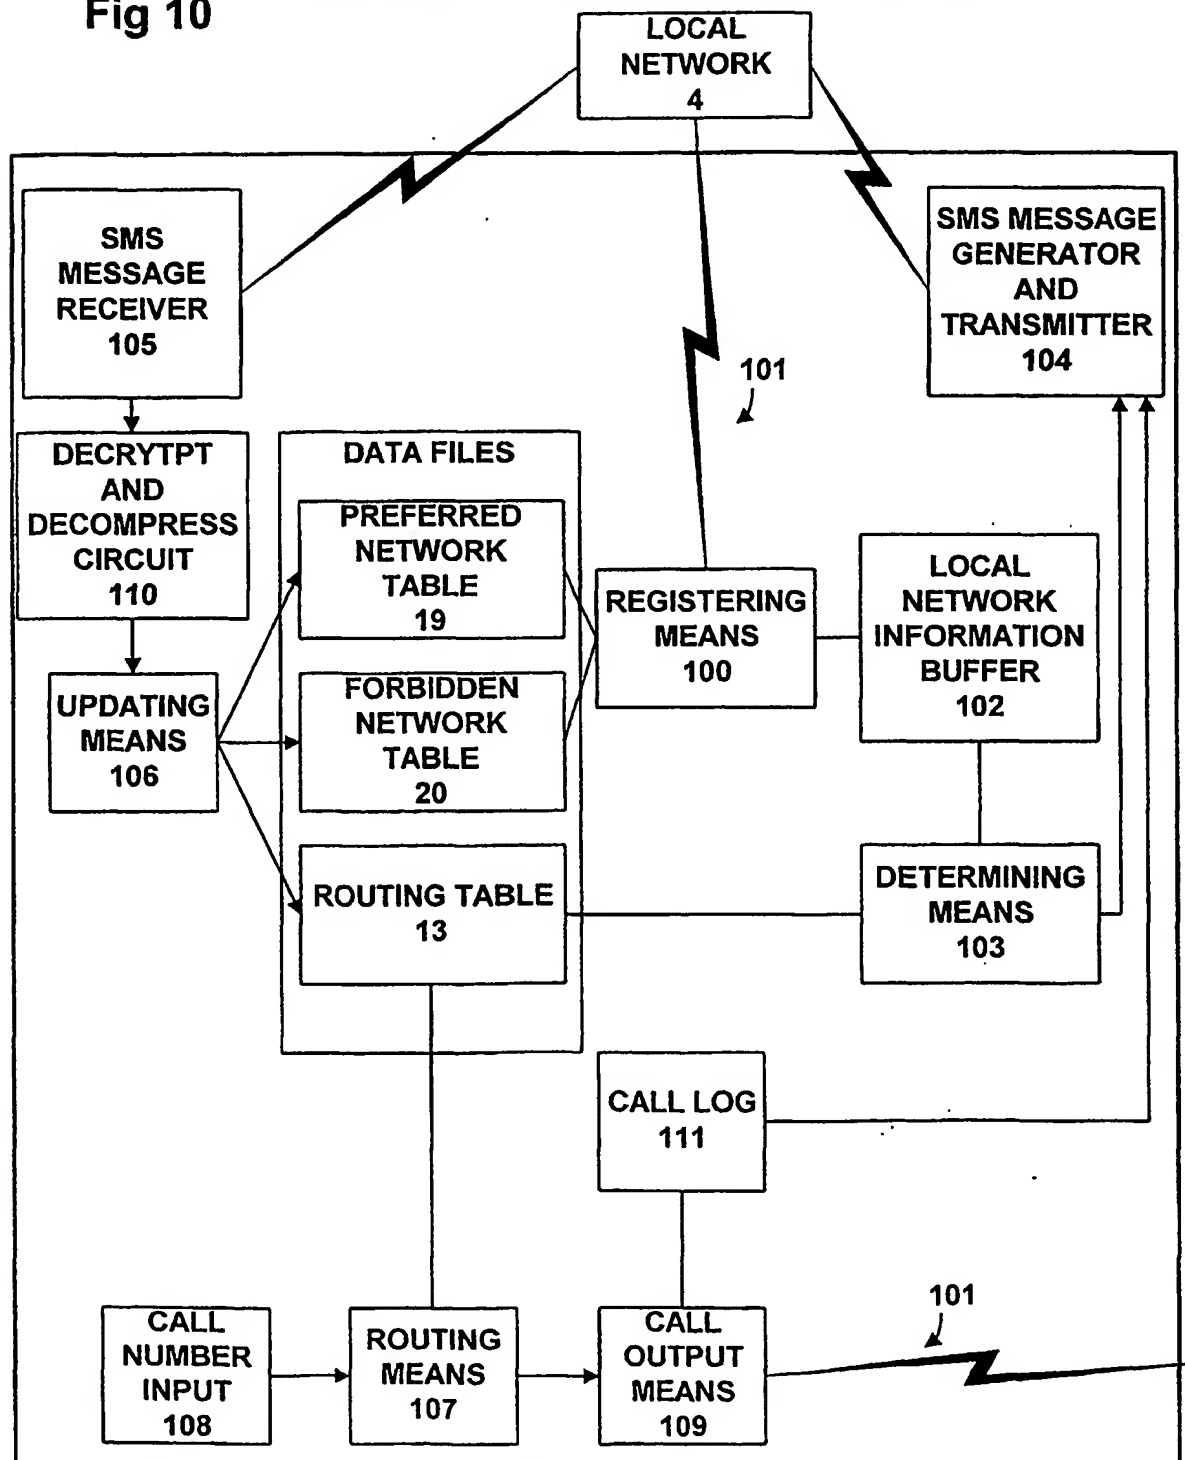 Fig 10
LOCAL
NETWORK
4
SMS
MESSAGE
RECEIVER
105
SMS MESSAGE
GENERATOR
AND
TRANSMITTER
104
101
DECRYTPT
AND
DECOMPRESS
CIRCUIT
110
DATA FILES
PREFERRED
NETWORK
TABLE
19
REGISTERING
MEANS
100
LOCAL
NETWORK
INFORMATION
BUFFER
102
UPDATING
MEANS
106
FORBIDDEN
NETWORK
TABLE
20
ROUTING TABLE
13
DETERMINING
MEANS
103
CALL LOG
111
101
CALL
NUMBER
INPUT
108
ROUTING
MEANS
107
CALL
OUTPUT
MEANS
109